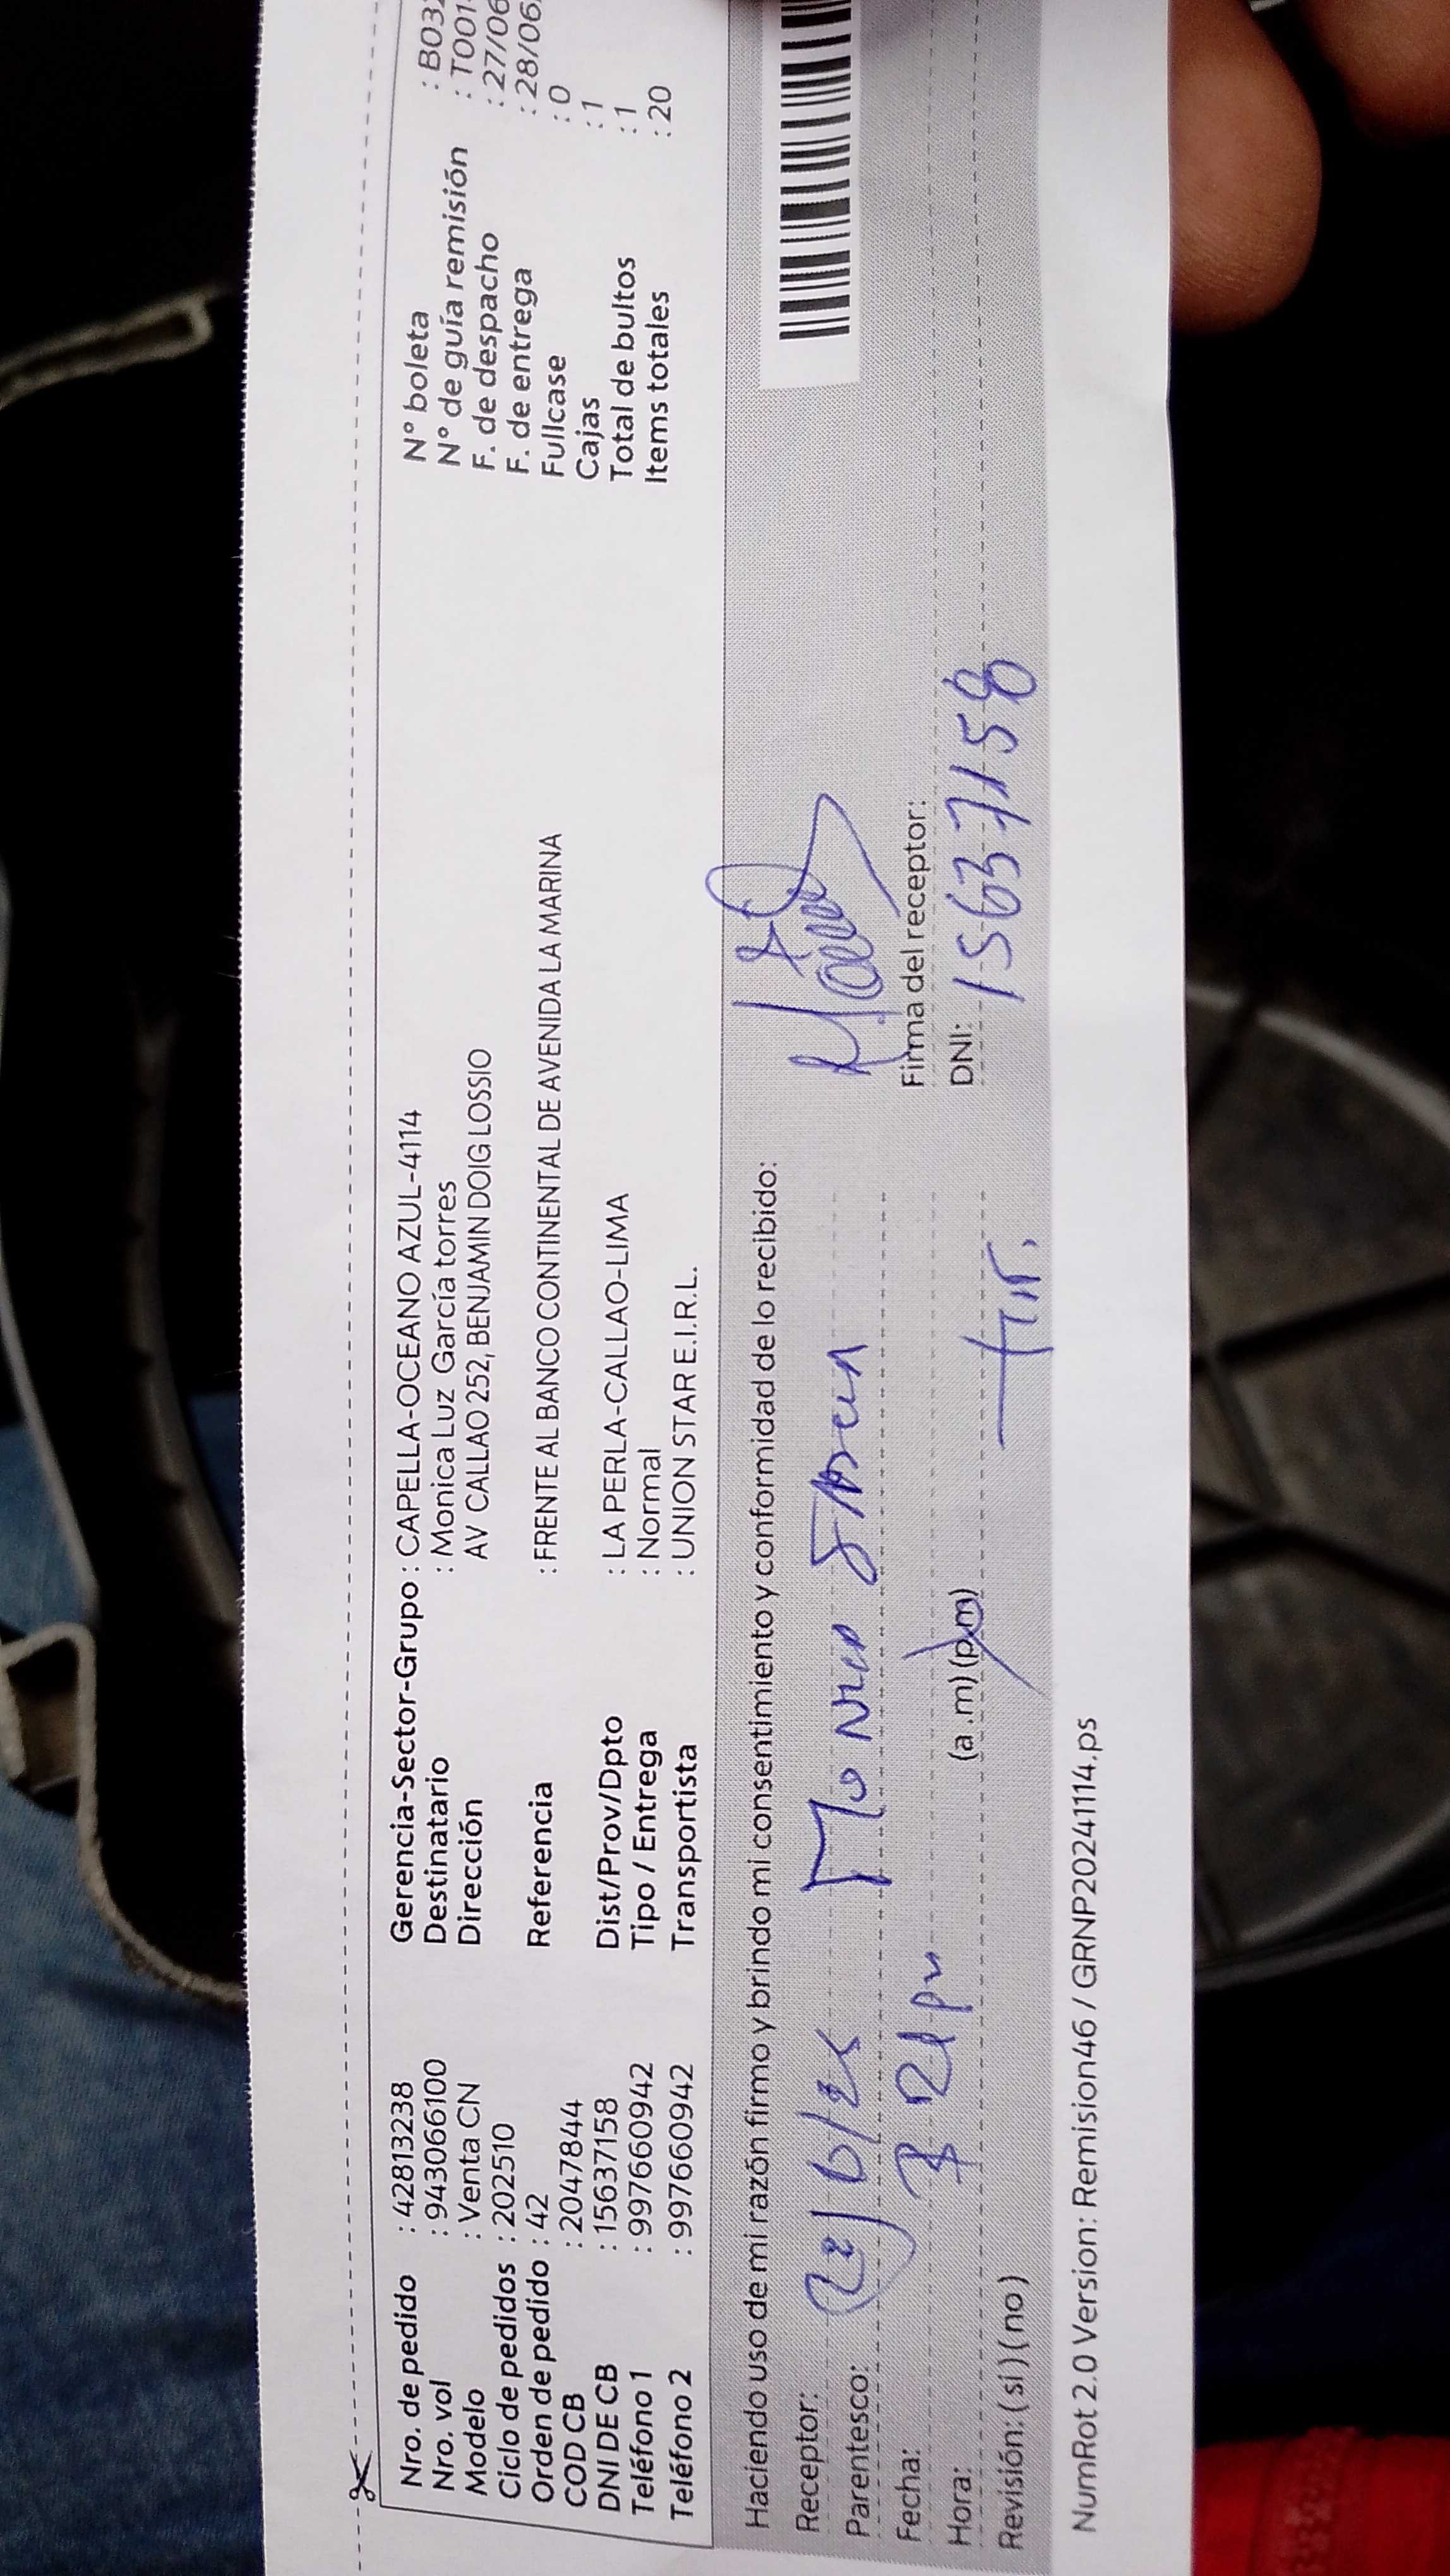 Nro. de pedido : 42813238 Gerencia-Sector-Grupo : CAPELLA-OCEANO AZUL-4114 N° boleta : B03
Nro. vol : 943066100 Destinatario : Monica Luz García torres N° de guía remisión : T001
Modelo : Venta CN Dirección AV CALLAO 252, BENJAMIN DOIG LOSSIO F. de despacho : 27/06
Ciclo de pedidos : 202510 F. de entrega : 28/06
Orden de pedido : 42 Referencia : FRENTE AL BANCO CONTINENTAL DE AVENIDA LA MARINA Fullcase : 0
COD CB : 2047844 Cajas : 1
DNI DE CB : 15637158 Dist/Prov/Dpto : LA PERLA-CALLAO-LIMA Total de bultos : 1
Teléfono 1 : 997660942 Tipo / Entrega : Normal Items totales : 20
Teléfono 2 : 997660942 Transportista : UNION STAR E.I.R.L.
Haciendo uso de mi razón firmo y brindo mi consentimiento y conformidad de lo recibido:
Receptor:
Parentesco:
Fecha: Firma del receptor:
Hora: (a .m) (p.m) DNI: 15637158
Revisión: (si) (no) Tit.
NumRot 2.0 Version: Remision46 / GRNP20241114.ps